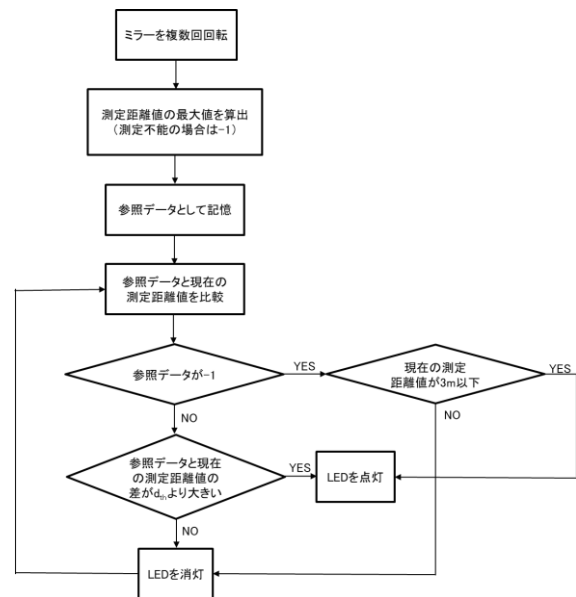 ミラーを複数回回転
測定距離値の最大値を算出
(測定不能の場合は-1)
参照データとして記憶
参照データと現在の
測定距離値を比較
参照データが-1
YES
現在の測定
距離値が3m以下
YES
NO
NO
参照データと現在
の測定距離値の
差がdthより大きい
YES
LEDを点灯
NO
LEDを消灯